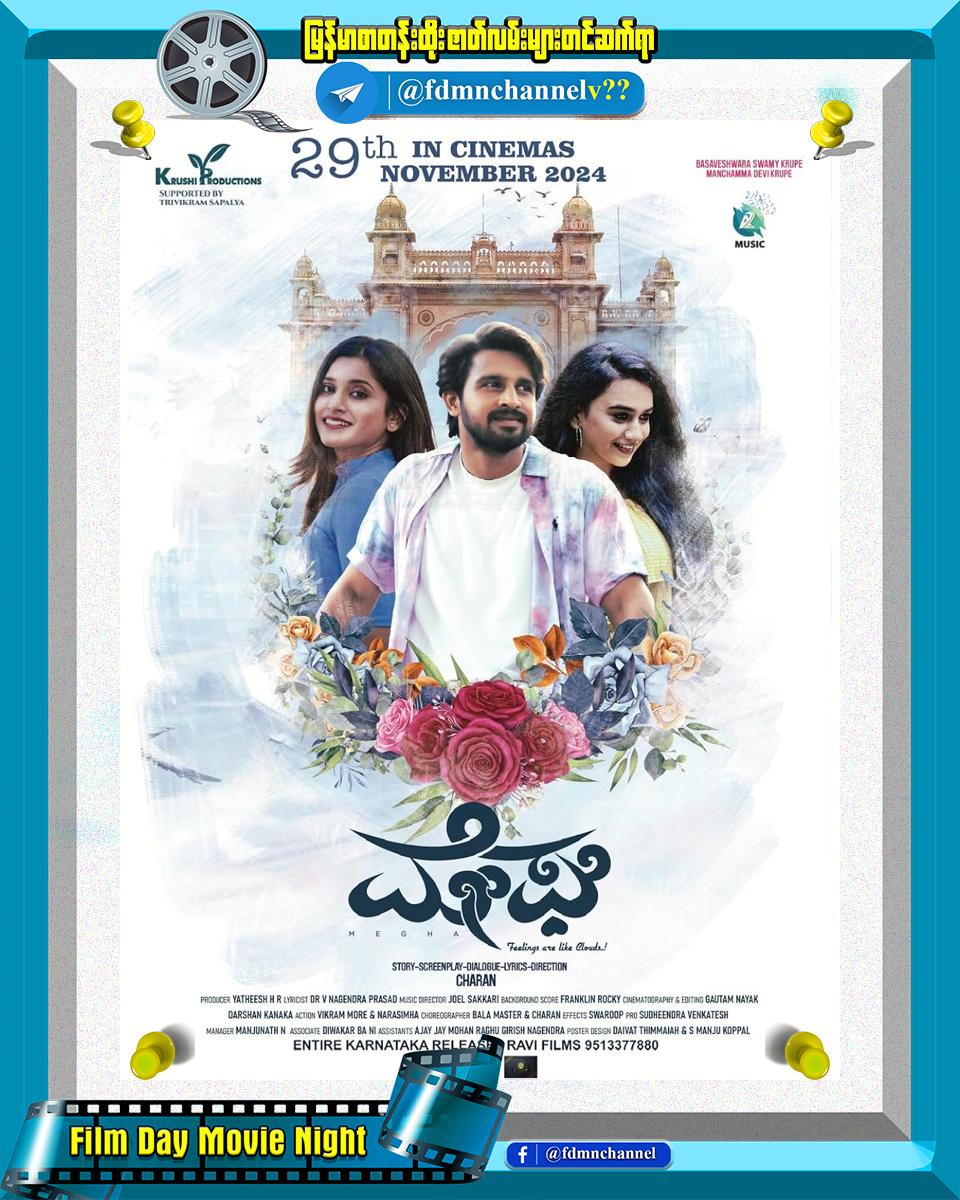 မြန်မာစာတန်းထိုးဇာတ်လမ်းများတင်ဆက်ရာ
@fdmnchannelv??
KRUSHI PRODUCTIONS
SUPPORTED BY
TRIVIKRAM SAPALYA
29th IN CINEMAS
NOVEMBER 2024
BASAVESHWARA SWAMY KRUPE
MANCHAMMA DEVI KRUPE
A2
MUSIC
ಮೇಘ
MEGHA
Feelings are like Clouds.!
STORY-SCREENPLAY-DIALOGUE-LYRICS-DIRECTION
CHARAN
PRODUCER YATHEESH H R LYRICIST DR V NAGENDRA PRASAD MUSIC DIRECTOR JOEL SAKKARI BACKGROUND SCORE FRANKLIN ROCKY CINEMATOGRAPHY & EDITING GAUTAM NAYAK
DARSHAN KANAKA ACTION VIKRAM MORE & NARASIMHA CHOREOGRAPHER BALA MASTER & CHARAN EFFECTS SWAROOP PRO SUDHEENDRA VENKATESH
MANAGER MANJUNATH N ASSOCIATE DIWAKAR BA NI ASSISTANTS AJAY JAY MOHAN RAGHU GIRISH NAGENDRA POSTER DESIGN DAIVAT THIMMAIAH & S MANJU KOPPAL
ENTIRE KARNATAKA RELEASE RAVI FILMS 9513377880
Film Day Movie Night
@fdmnchannel